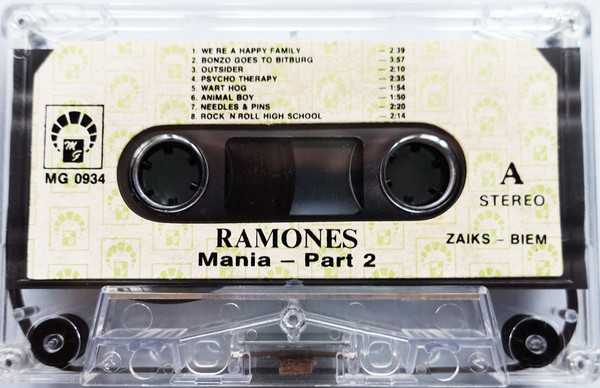 1. WE RE A HAPPY FAMILY — 2:39
2. BONZO GOES TO BITBURG — 3:57
3. OUTSIDER — 2:10
4. PSYCHO THERAPY — 2:35
5. WART HOG — 1:54
6. ANIMAL BOY — 1:50
7. NEEDLES & PINS — 2:20
8. ROCK N ROLL HIGH SCHOOL — 2:14
M G
MG 0934
A
STEREO
RAMONES
ZAIKS – BIEM
Mania – Part 2